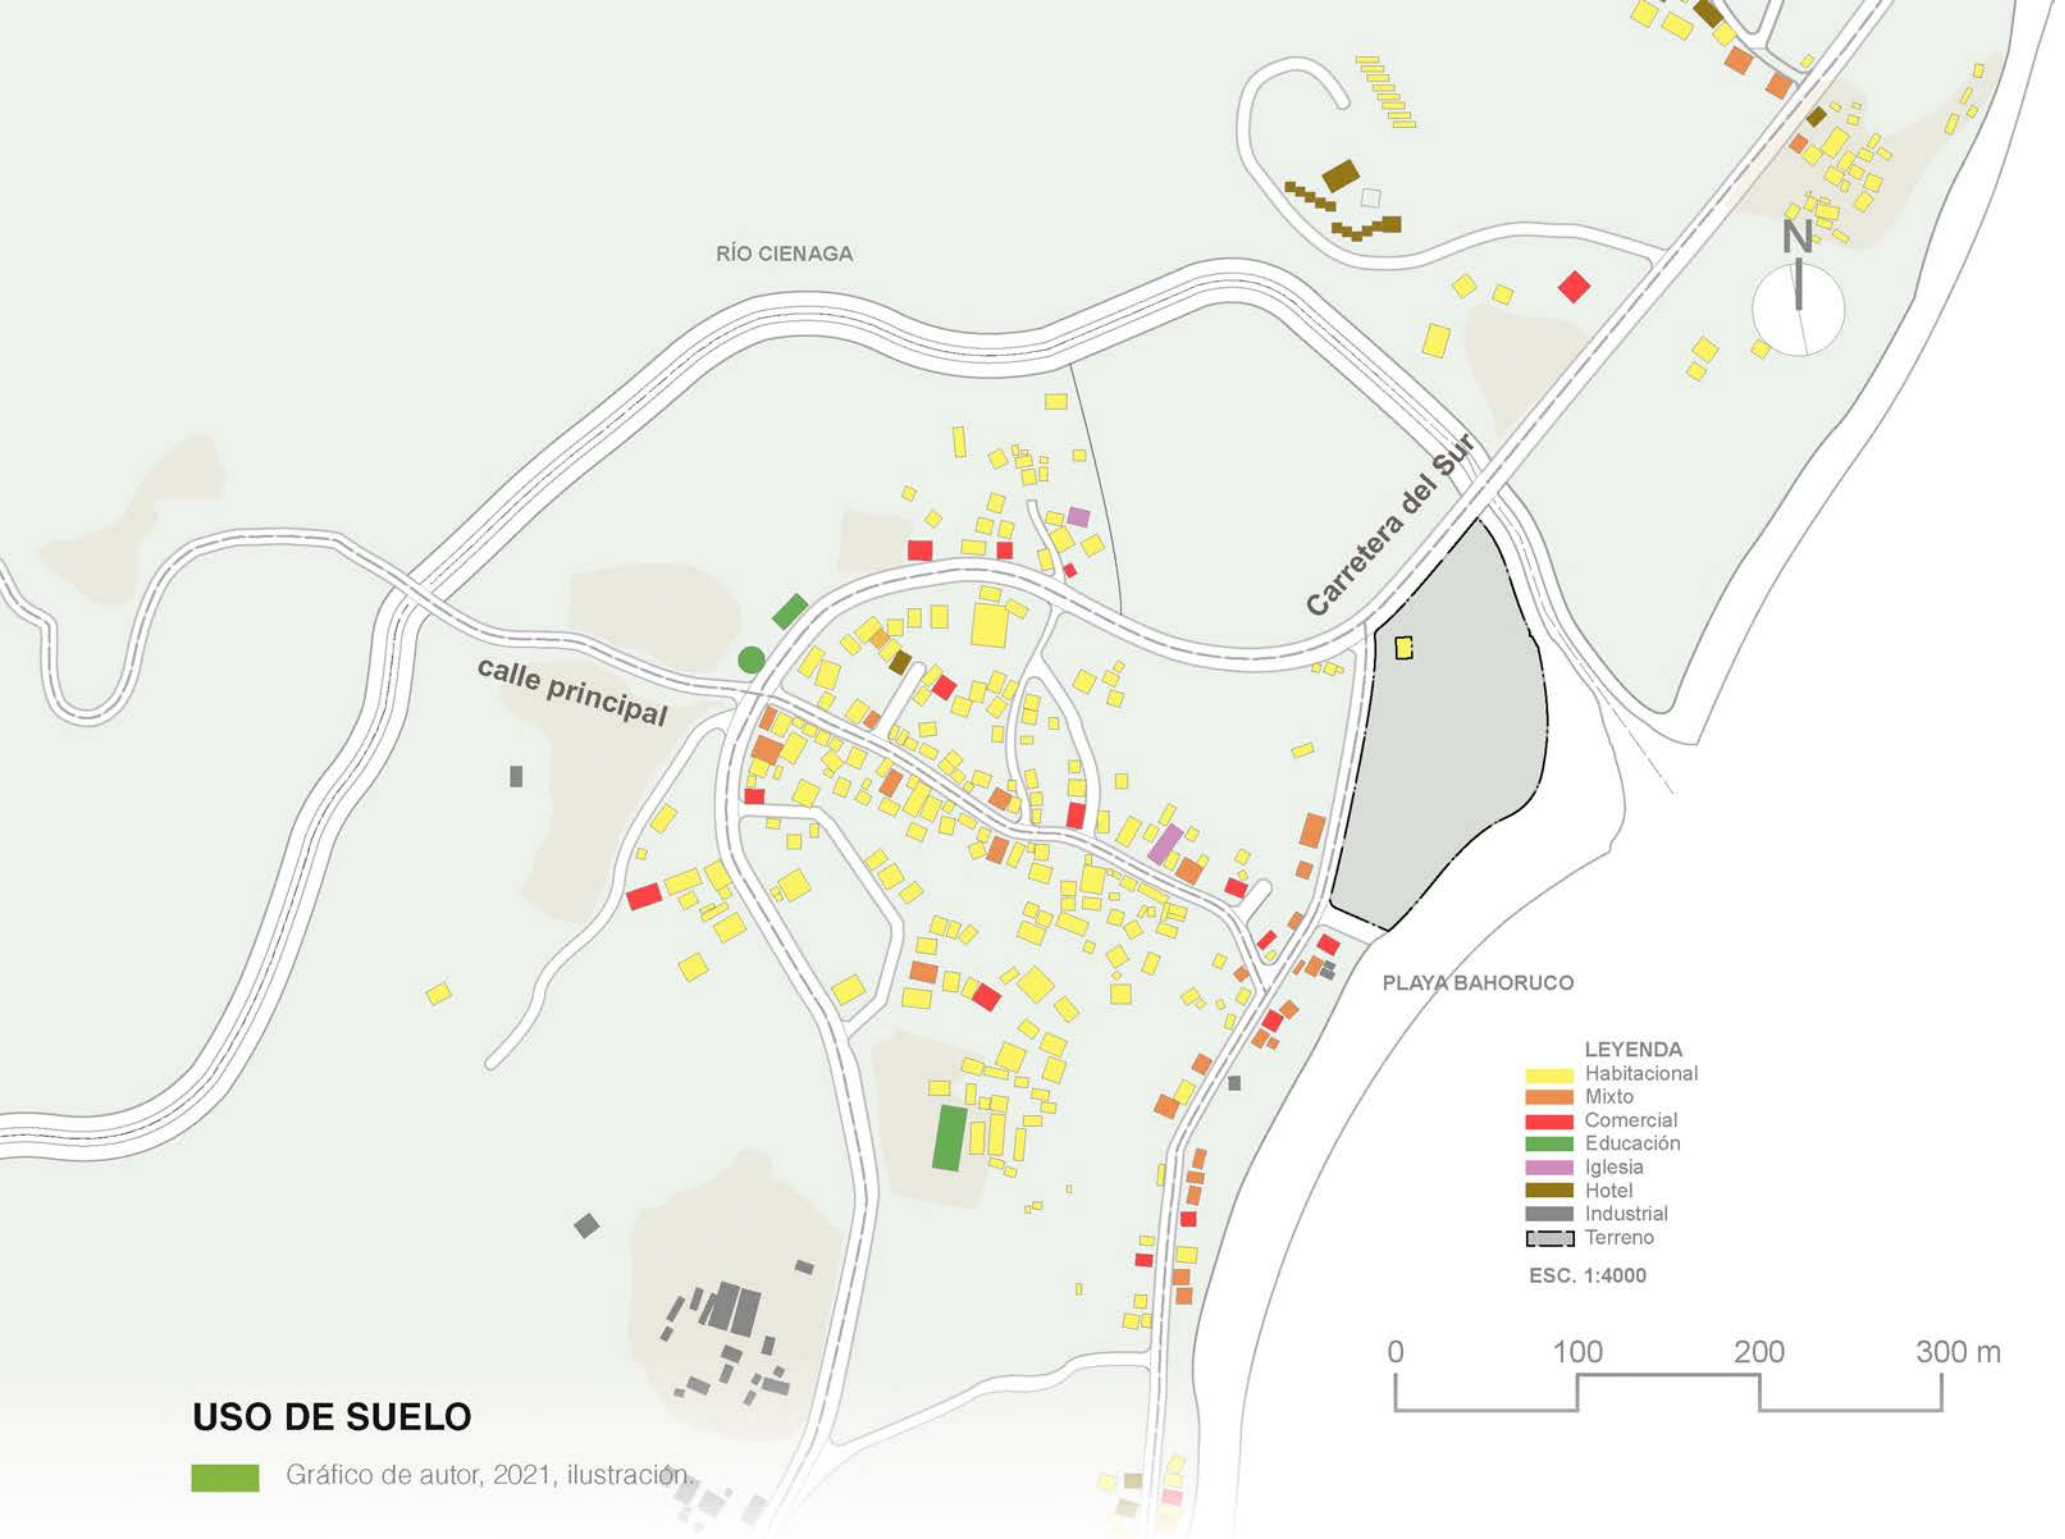 RÍO CIENAGA
N
Carretera del Sur
calle principal
PLAYA BAHORUCO
LEYENDA
Habitacional
Mixto
Comercial
Educación
Iglesia
Hotel
Industrial
Terreno
ESC. 1:4000
0 100 200 300 m
USO DE SUELO
Gráfico de autor, 2021, ilustración.